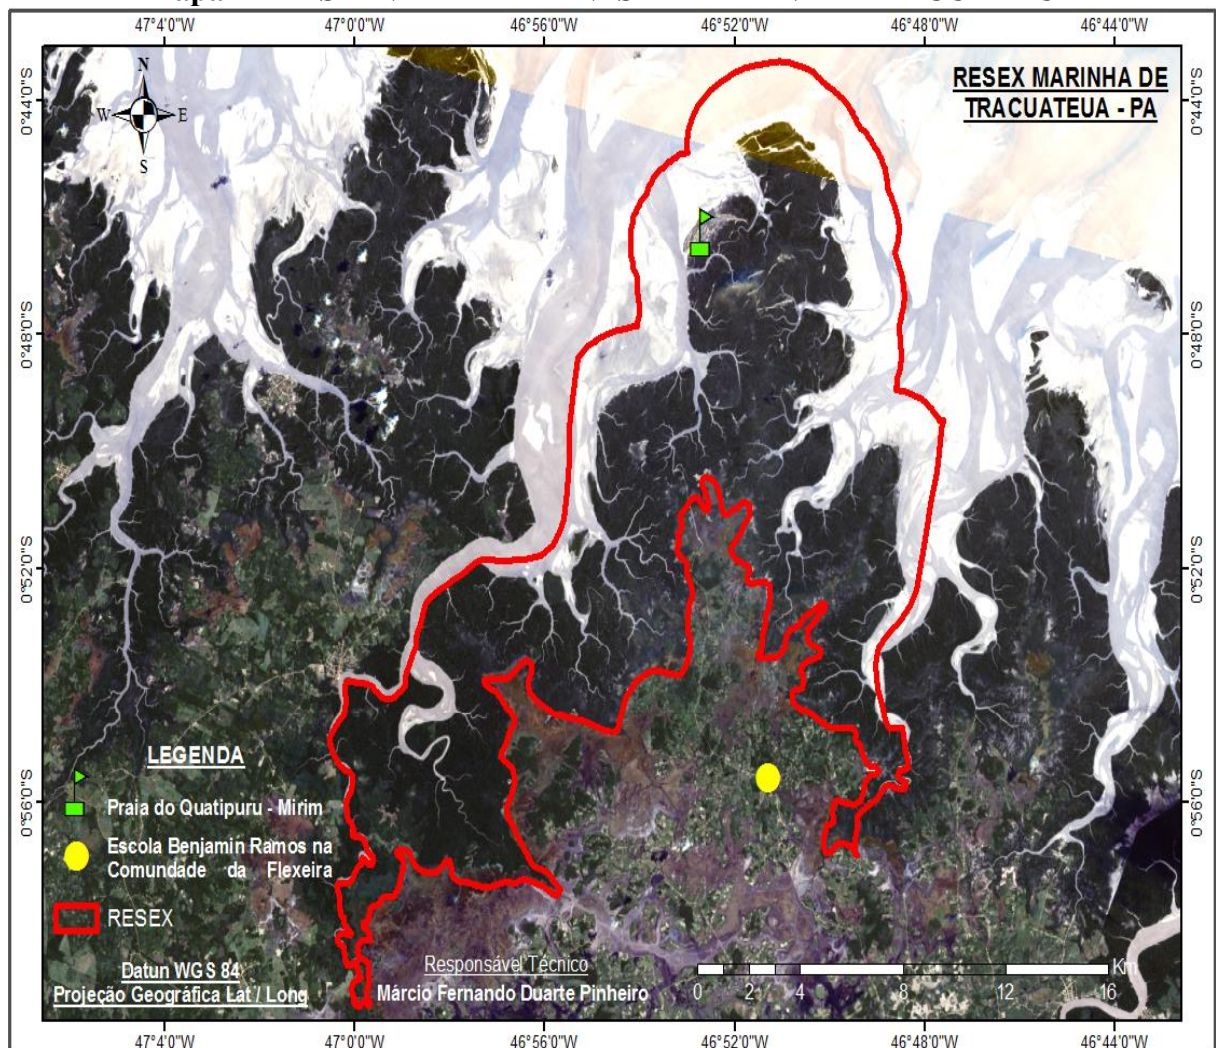 47°4'0"W 47°0'0"W 46°56'0"W 46°52'0"W 46°48'0"W 46°44'0"W
N
W E
S
RESEX MARINHA DE
TRACUATEUA - PA
0°44'0"S 0°44'0"S
0°48'0"S 0°48'0"S
0°52'0"S 0°52'0"S
0°56'0"S 0°56'0"S
LEGENDA
Praia do Quatipuru - Mirim
Escola Benjamin Ramos na
Comundade da Flexeira
RESEX
Datun WGS 84
Projeção Geográfica Lat / Long
Responsável Técnico
Márcio Fernando Duarte Pinheiro
Km
0 2 4 8 12 16
47°4'0"W 47°0'0"W 46°56'0"W 46°52'0"W 46°48'0"W 46°44'0"W